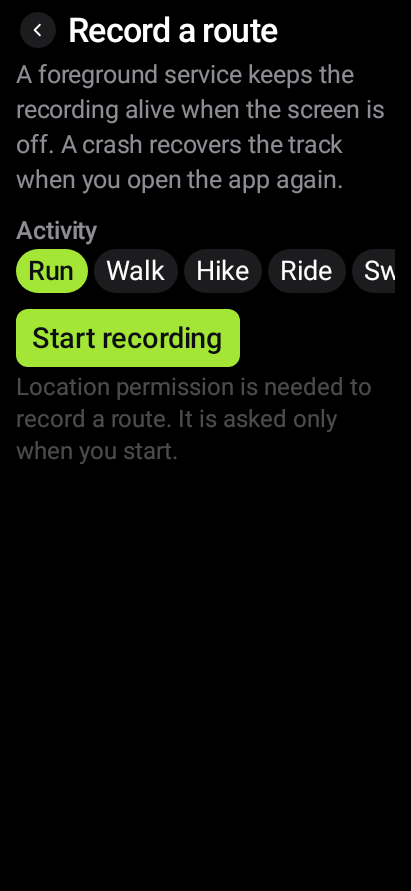 Record a route
A foreground service keeps the
recording alive when the screen is
off. A crash recovers the track
when you open the app again.
Activity
Run Walk Hike Ride Sw
Start recording
Location permission is needed to
record a route. It is asked only
when you start.